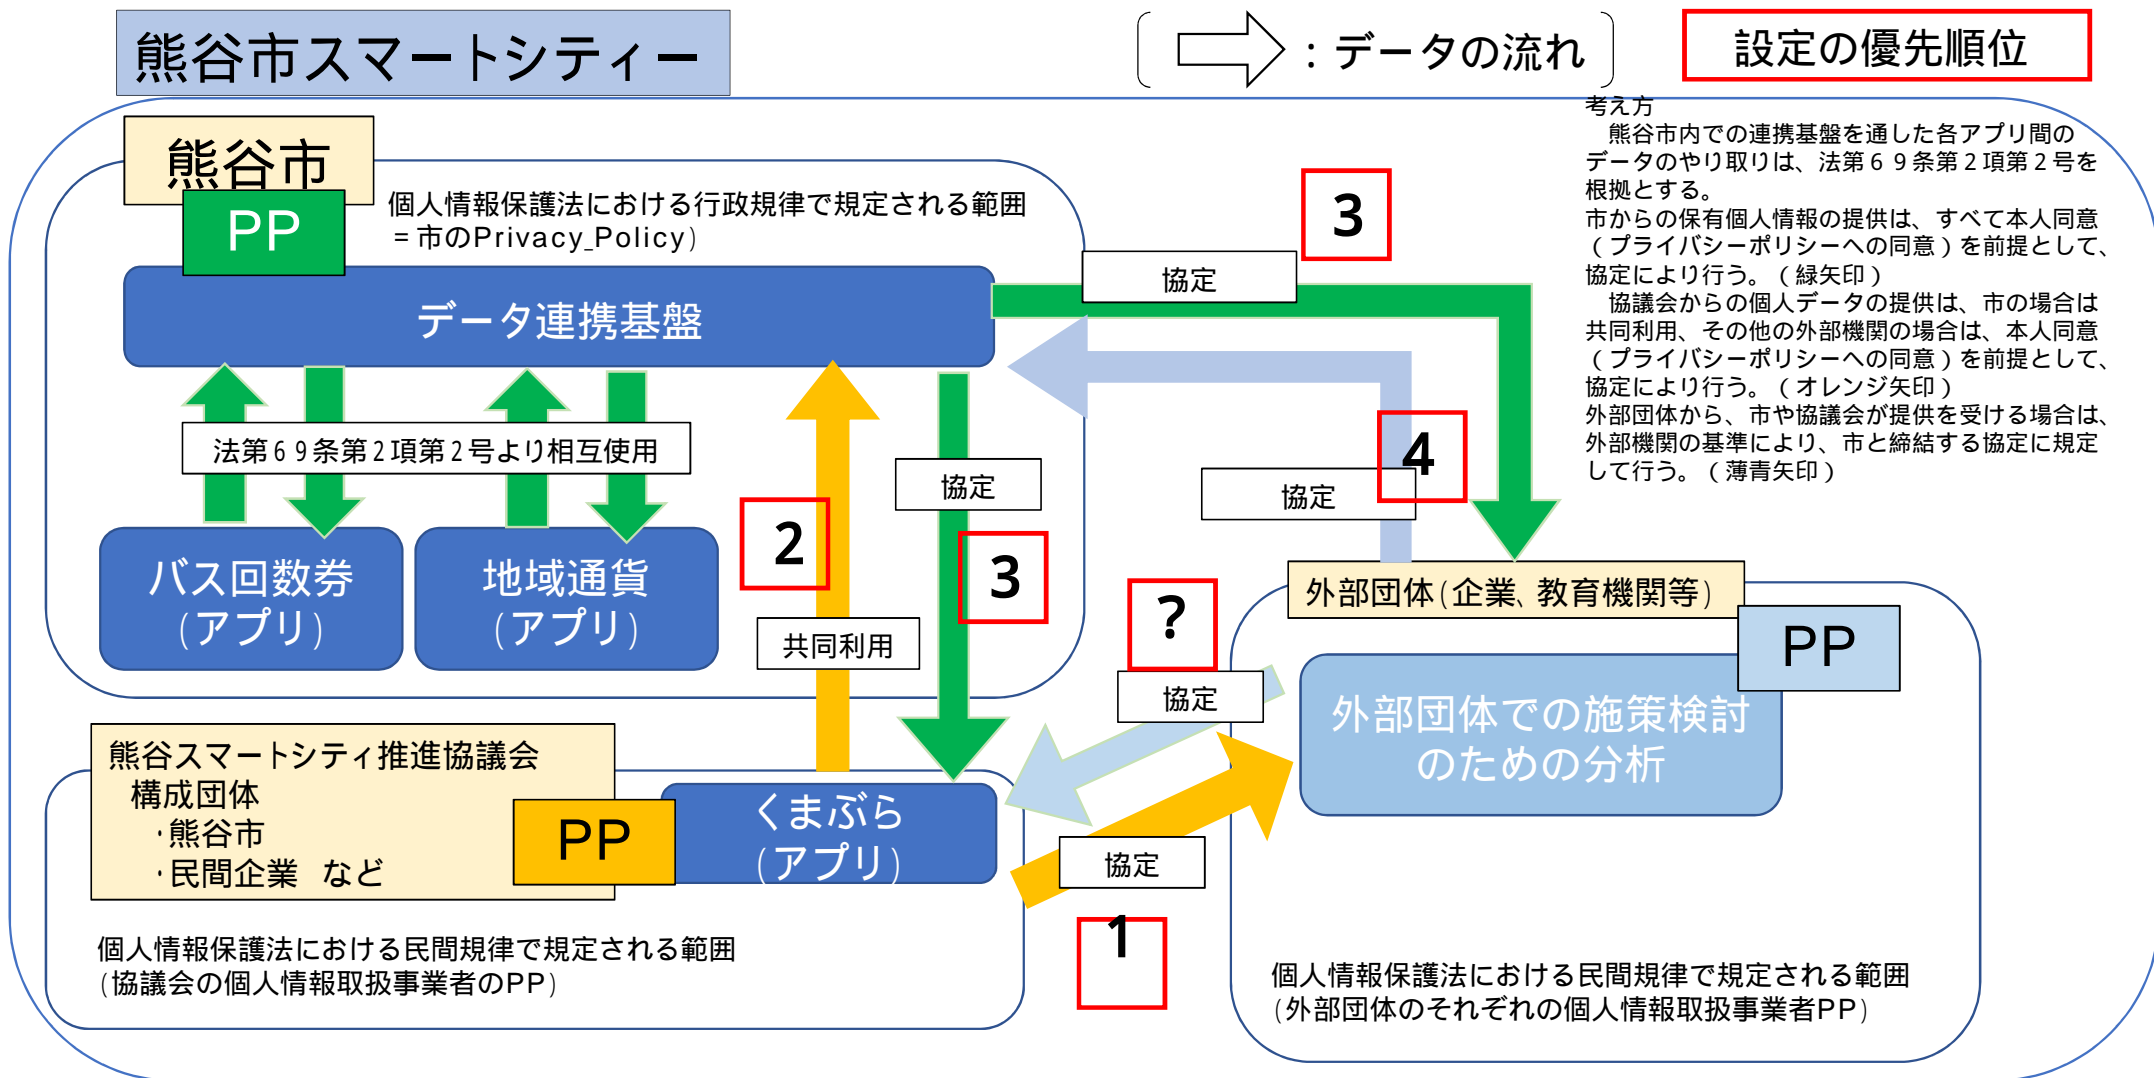 熊谷市スマートシティー
：データの流れ
設定の優先順位
考え方
　熊谷市内での連携基盤を通した各アプリ間の
データのやり取りは、法第６９条第２項第２号を
根拠とする。
市からの保有個人情報の提供は、すべて本人同意
（プライバシーポリシーへの同意）を前提として、
協定により行う。（緑矢印）
　協議会からの個人データの提供は、市の場合は
共同利用、その他の外部機関の場合は、本人同意
（プライバシーポリシーへの同意）を前提として、
協定により行う。（オレンジ矢印）
外部団体から、市や協議会が提供を受ける場合は、
外部機関の基準により、市と締結する協定に規定
して行う。（薄青矢印）
熊谷市
PP
個人情報保護法における行政規律で規定される範囲
＝市のPrivacy_Policy)
データ連携基盤
協定
3
法第６９条第２項第２号より相互使用
協定
3
2
共同利用
協定
4
バス回数券
(アプリ)
地域通貨
(アプリ)
外部団体(企業、教育機関等)
PP
外部団体での施策検討
のための分析
?
協定
熊谷スマートシティ推進協議会
構成団体
・熊谷市
・民間企業　など
PP
くまぶら
(アプリ)
協定
1
個人情報保護法における民間規律で規定される範囲
(協議会の個人情報取扱事業者のPP)
個人情報保護法における民間規律で規定される範囲
(外部団体のそれぞれの個人情報取扱事業者PP)